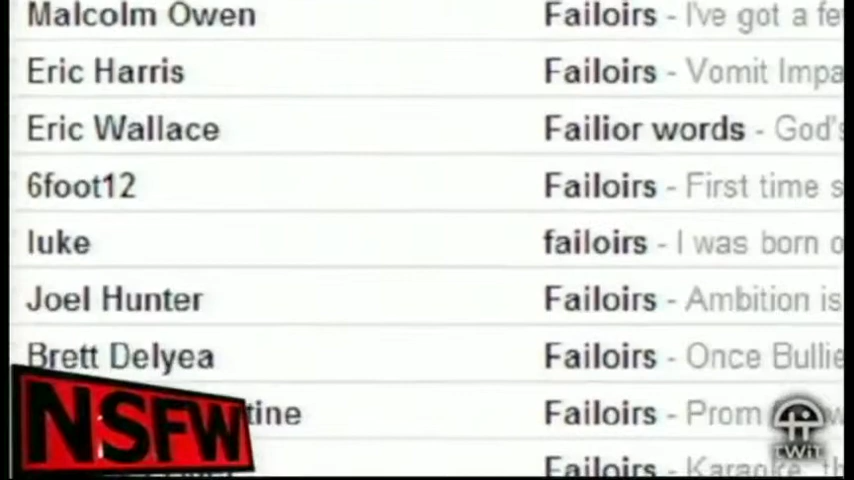 Malcolm Owen Failoirs - I've got a fe
Eric Harris Failoirs - Vomit Impa
Eric Wallace Failior words - God's
6foot12 Failoirs - First time s
luke failoirs - I was born o
Joel Hunter Failoirs - Ambition is
Brett Delyea Failoirs - Once Bullie
tine Failoirs - Prom
Failoirs - Karaoke, th
NSFW
TWiT